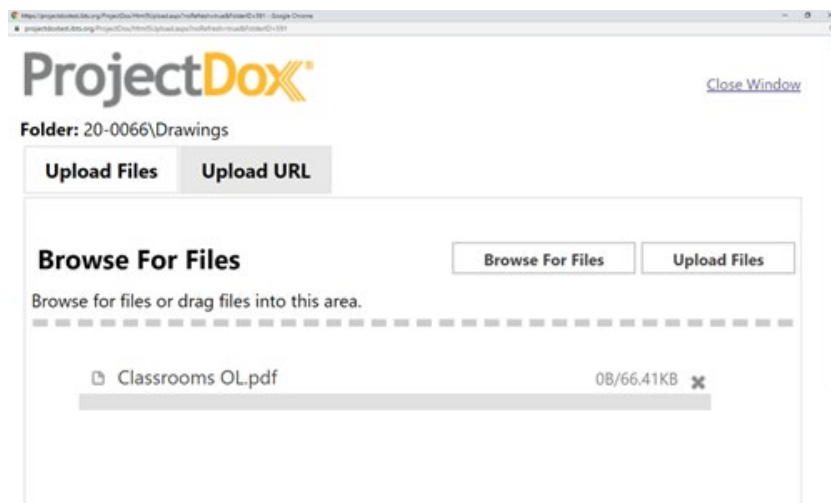 ProjectDox
Close Window
Folder: 20-0066\Drawings
Upload Files Upload URL
Browse For Files
Browse For Files Upload Files
Browse for files or drag files into this area.
Classrooms OL.pdf 0B/66.41KB